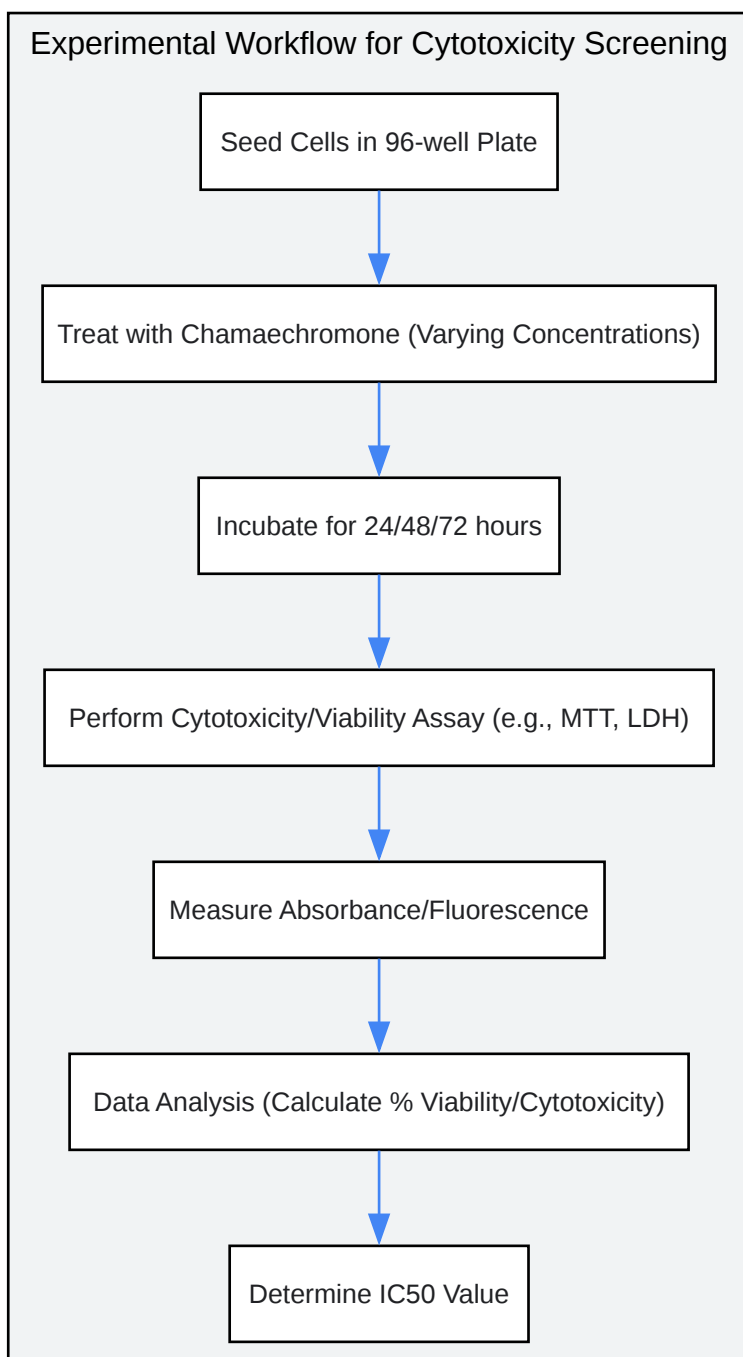 Experimental Workflow for Cytotoxicity Screening
Seed Cells in 96-well Plate
Treat with Chamaechromone (Varying Concentrations)
Incubate for 24/48/72 hours
Perform Cytotoxicity/Viability Assay (e.g., MTT, LDH)
Measure Absorbance/Fluorescence
Data Analysis (Calculate % Viability/Cytotoxicity)
Determine IC50 Value